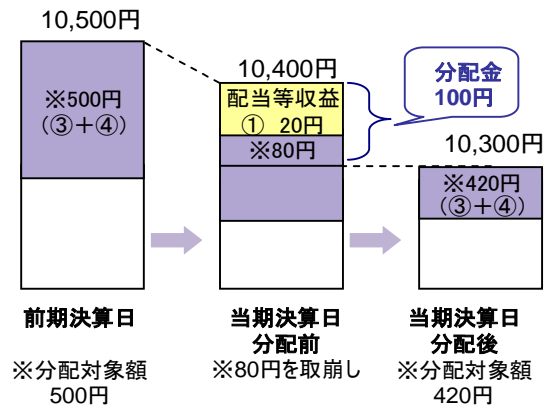 10,500円
※500円
(③+④)
10,400円
配当等収益
① 20円
※80円
分配金
100円
10,300円
※420円
(③+④)
前期決算日
※分配対象額
500円
当期決算日
分配前
※80円を取崩し
当期決算日
分配後
※分配対象額
420円